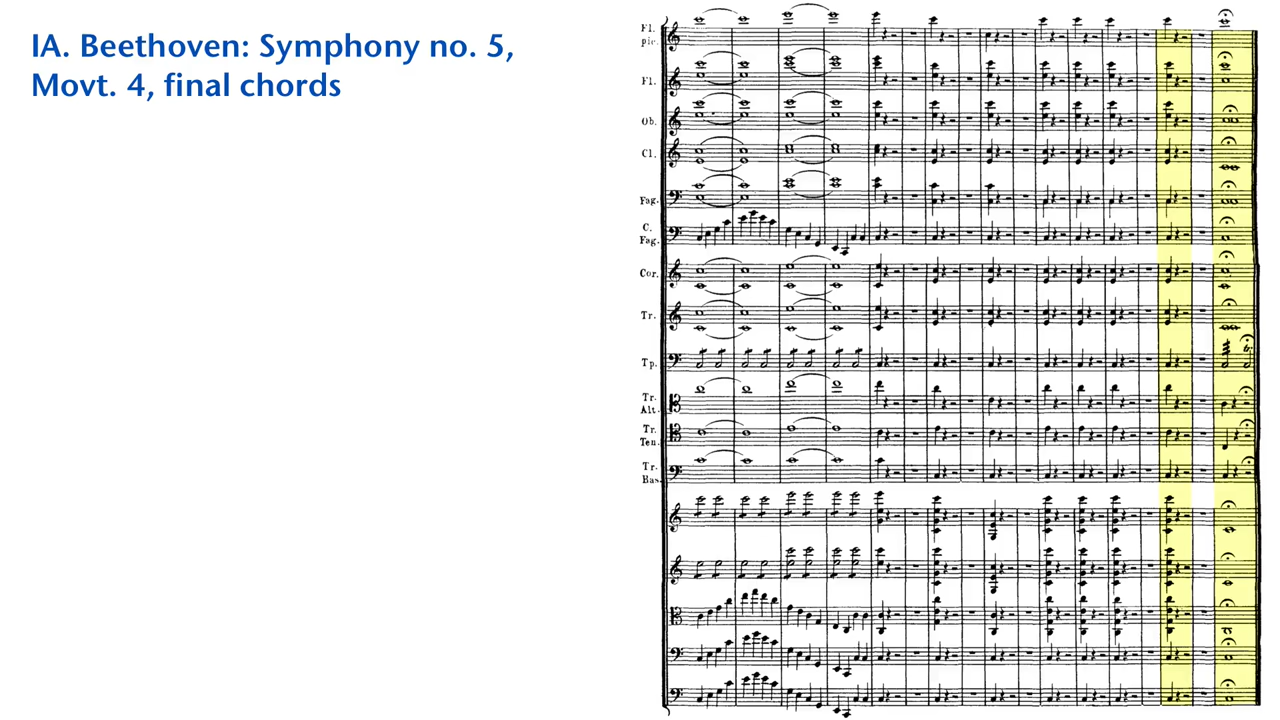 IA. Beethoven: Symphony no. 5,
Movt. 4, final chords
Fl.
pic.
Fl.
Ob.
Cl.
Fag.
C.
Fag.
Cor.
Tr.
Tp.
Tr.
Alt.
Tr.
Ten.
Tr.
Bas.
tr